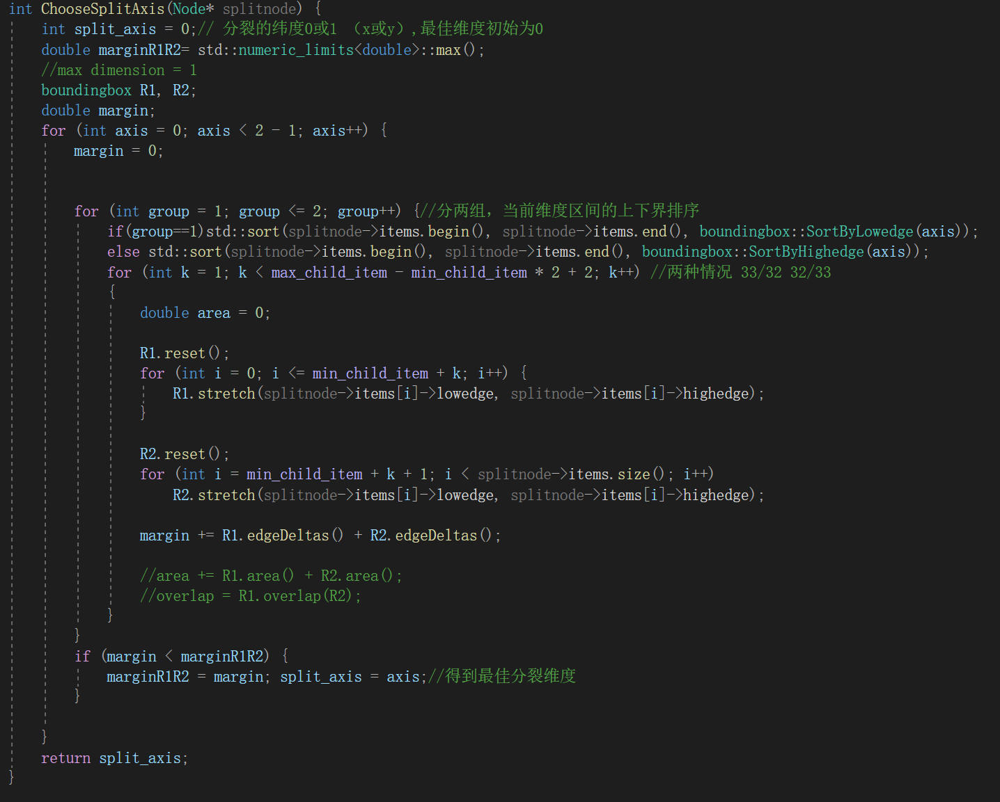 int ChooseSplitAxis(Node* splitnode) {
int split_axis = 0;// 分裂的纬度0或1 （x或y）,最佳维度初始为0
double marginR1R2= std::numeric_limits<double>::max();
//max dimension = 1
boundingbox R1, R2;
double margin;
for (int axis = 0; axis < 2 - 1; axis++) {
margin = 0;
for (int group = 1; group <= 2; group++) {//分两组，当前维度区间的上下界排序
if(group==1)std::sort(splitnode->items.begin(), splitnode->items.end(), boundingbox::SortByLowedge(axis));
else std::sort(splitnode->items.begin(), splitnode->items.end(), boundingbox::SortByHighedge(axis));
for (int k = 1; k < max_child_item - min_child_item * 2 + 2; k++) //两种情况 33/32 32/33
{
double area = 0;
R1.reset();
for (int i = 0; i <= min_child_item + k; i++) {
R1.stretch(splitnode->items[i]->lowedge, splitnode->items[i]->highedge);
}
R2.reset();
for (int i = min_child_item + k + 1; i < splitnode->items.size(); i++)
R2.stretch(splitnode->items[i]->lowedge, splitnode->items[i]->highedge);
margin += R1.edgeDeltas() + R2.edgeDeltas();
//area += R1.area() + R2.area();
//overlap = R1.overlap(R2);
}
}
if (margin < marginR1R2) {
marginR1R2 = margin; split_axis = axis;//得到最佳分裂维度
}
}
return split_axis;
}